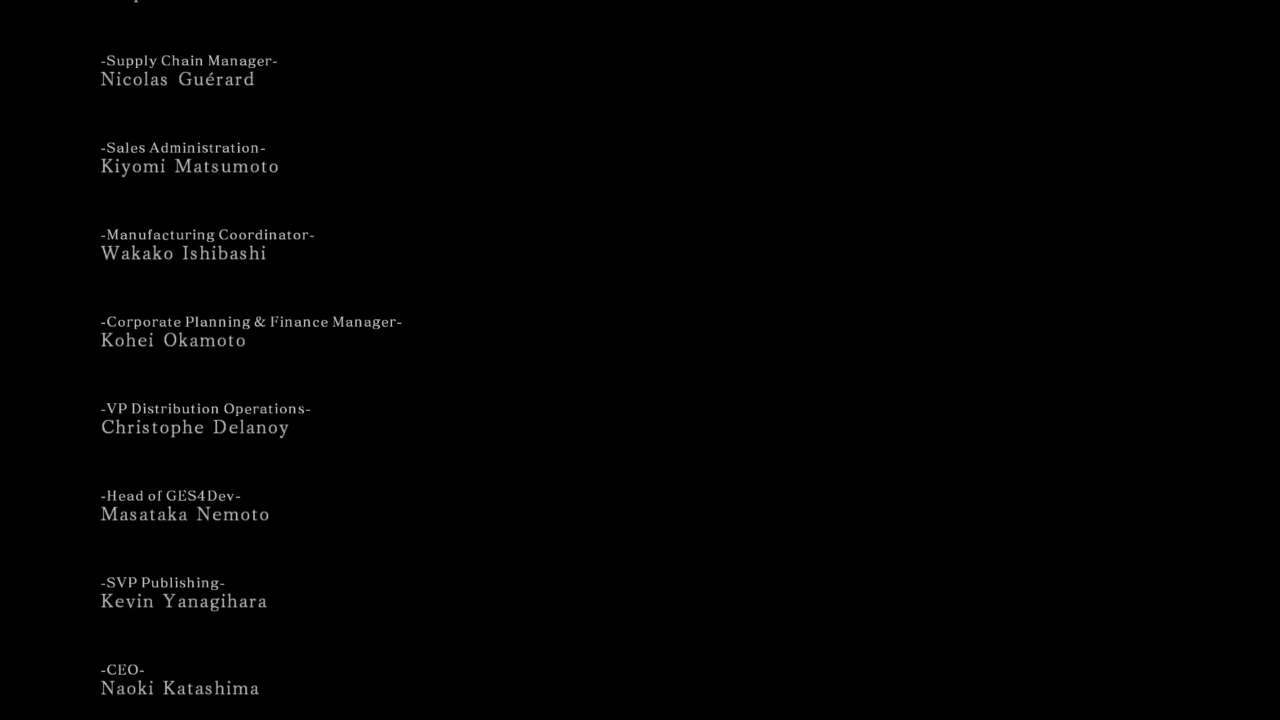 -Supply Chain Manager-
Nicolas Guérard
-Sales Administration-
Kiyomi Matsumoto
-Manufacturing Coordinator-
Wakako Ishibashi
-Corporate Planning & Finance Manager-
Kohei Okamoto
-VP Distribution Operations-
Christophe Delanoy
-Head of GES4Dev-
Masataka Nemoto
-SVP Publishing-
Kevin Yanagihara
-CEO-
Naoki Katashima